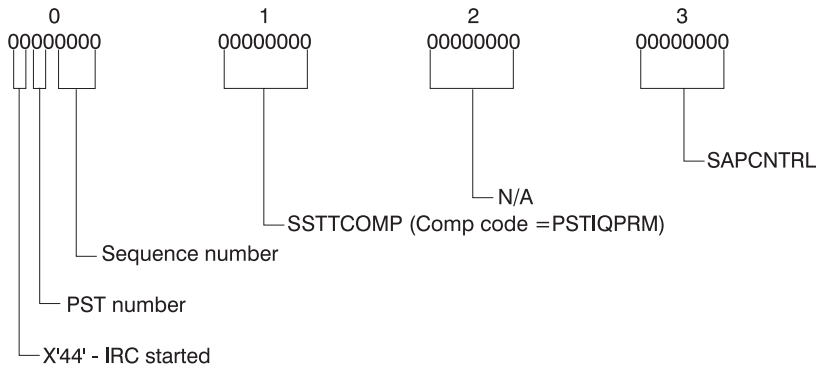 0 1 2 3
00000000 00000000 00000000 00000000
SAPCNTRL
N/A
SSTTCOMP (Comp code =PSTIQPRM)
Sequence number
PST number
X'44' - IRC started